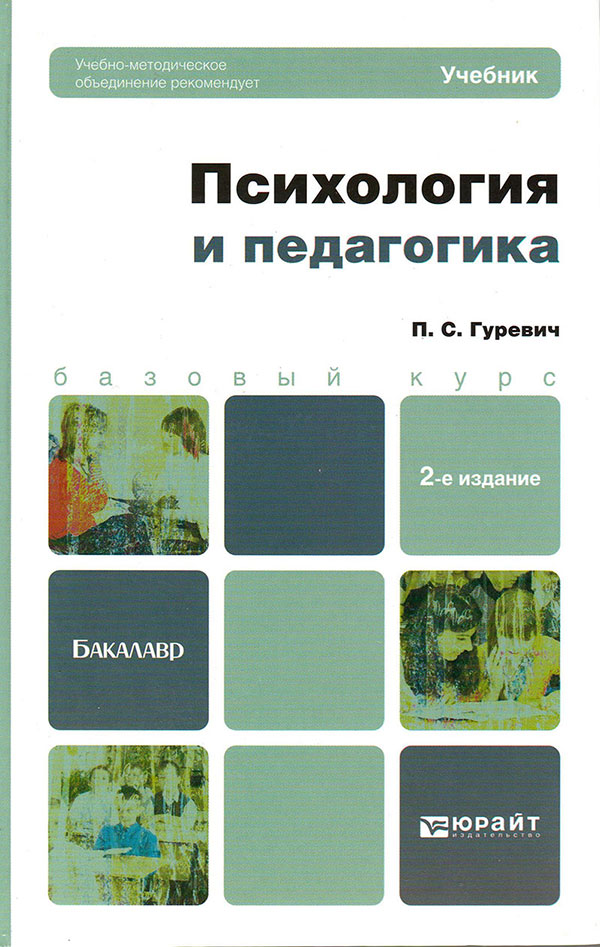 Учебно-методическое
объединение рекомендует
Учебник
Психология
и педагогика
П. С. Гуревич
базовый курс
2-е издание
Бакалавр
юрайт
издательство